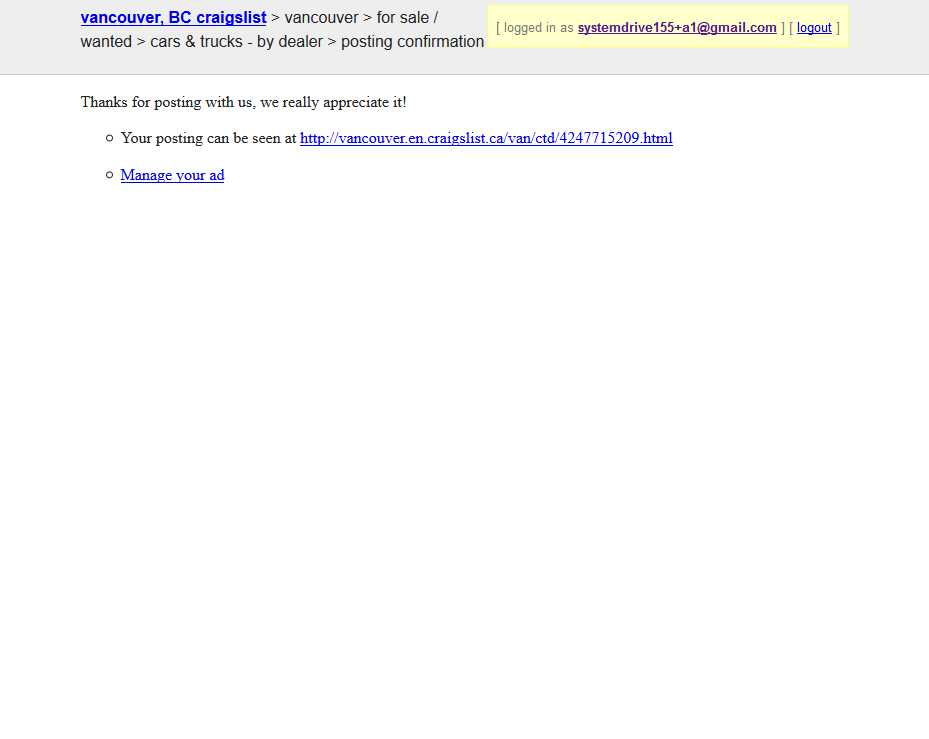 vancouver, BC craigslist > vancouver > for sale /
wanted > cars & trucks - by dealer > posting confirmation
[ logged in as systemdrive155+a1@gmail.com ] [ logout ]
Thanks for posting with us, we really appreciate it!
Your posting can be seen at http://vancouver.en.craigslist.ca/van/ctd/4247715209.html
Manage your ad